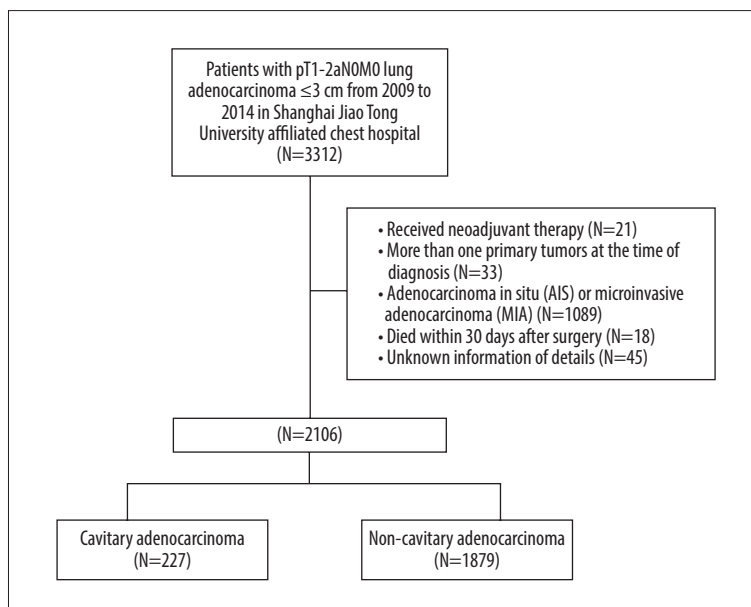 Patients with pT1-2aN0M0 lung
adenocarcinoma ≤3 cm from 2009 to
2014 in Shanghai Jiao Tong
University affiliated chest hospital
(N=3312)
• Received neoadjuvant therapy (N=21)
• More than one primary tumors at the time of
diagnosis (N=33)
• Adenocarcinoma in situ (AIS) or microinvasive
adenocarcinoma (MIA) (N=1089)
• Died within 30 days after surgery (N=18)
• Unknown information of details (N=45)
(N=2106)
Cavitary adenocarcinoma
(N=227)
Non-cavitary adenocarcinoma
(N=1879)